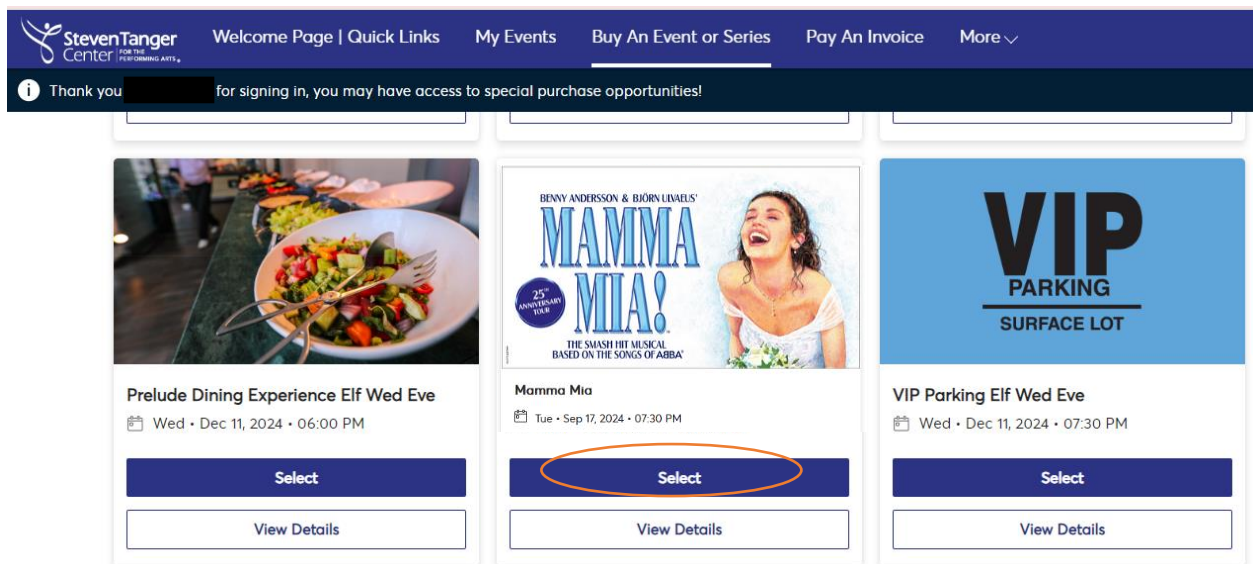 StevenTanger
Center FOR THE PERFORMING ARTS.
Welcome Page | Quick Links
My Events
Buy An Event or Series
Pay An Invoice
More
i Thank you for signing in, you may have access to special purchase opportunities!
BENNY ANDERSSON & BJÖRN ULVAEUS'
MAMMA
MIA!
25TH
ANNIVERSARY
TOUR
THE SMASH HIT MUSICAL
BASED ON THE SONGS OF ABBA®
VIP
PARKING
SURFACE LOT
Prelude Dining Experience Elf Wed Eve
Wed • Dec 11, 2024 • 06:00 PM
Select
View Details
Mamma Mia
Tue • Sep 17, 2024 • 07:30 PM
Select
View Details
VIP Parking Elf Wed Eve
Wed • Dec 11, 2024 • 07:30 PM
Select
View Details